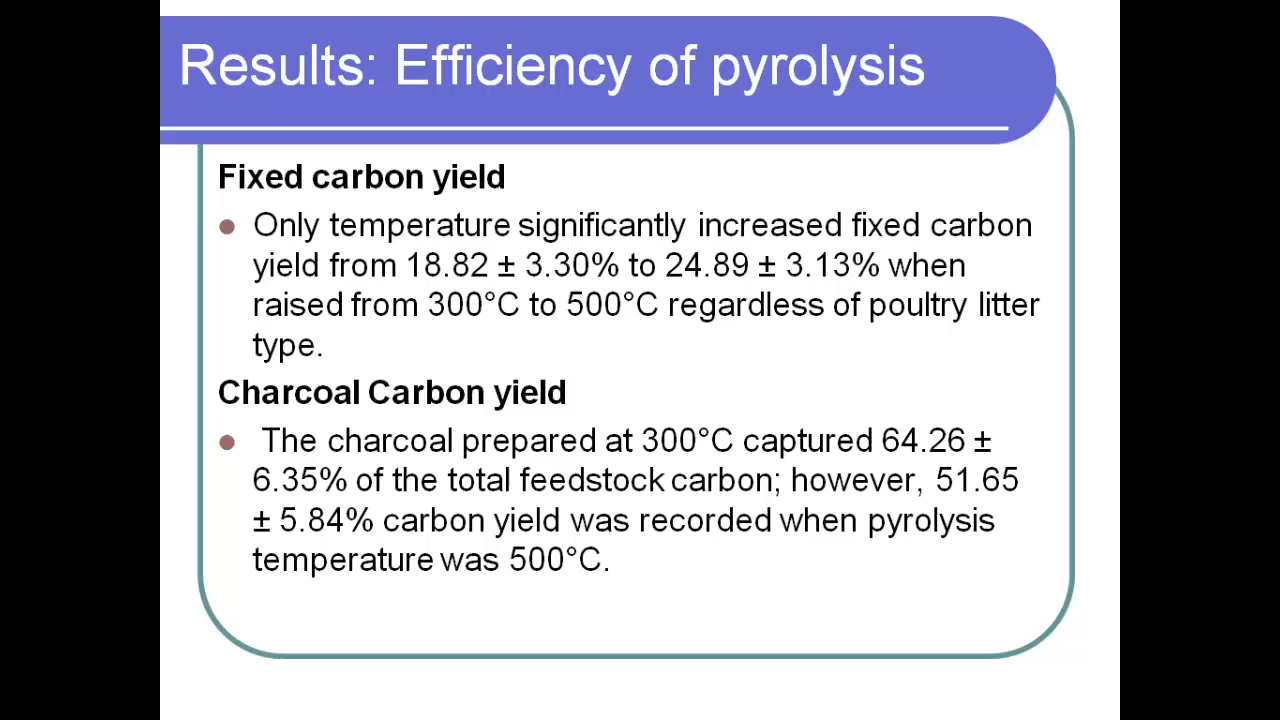 Results: Efficiency of pyrolysis
Fixed carbon yield
Only temperature significantly increased fixed carbon
yield from 18.82 ± 3.30% to 24.89 ± 3.13% when
raised from 300°C to 500°C regardless of poultry litter
type.
Charcoal Carbon yield
The charcoal prepared at 300°C captured 64.26 ±
6.35% of the total feedstock carbon; however, 51.65
± 5.84% carbon yield was recorded when pyrolysis
temperature was 500°C.